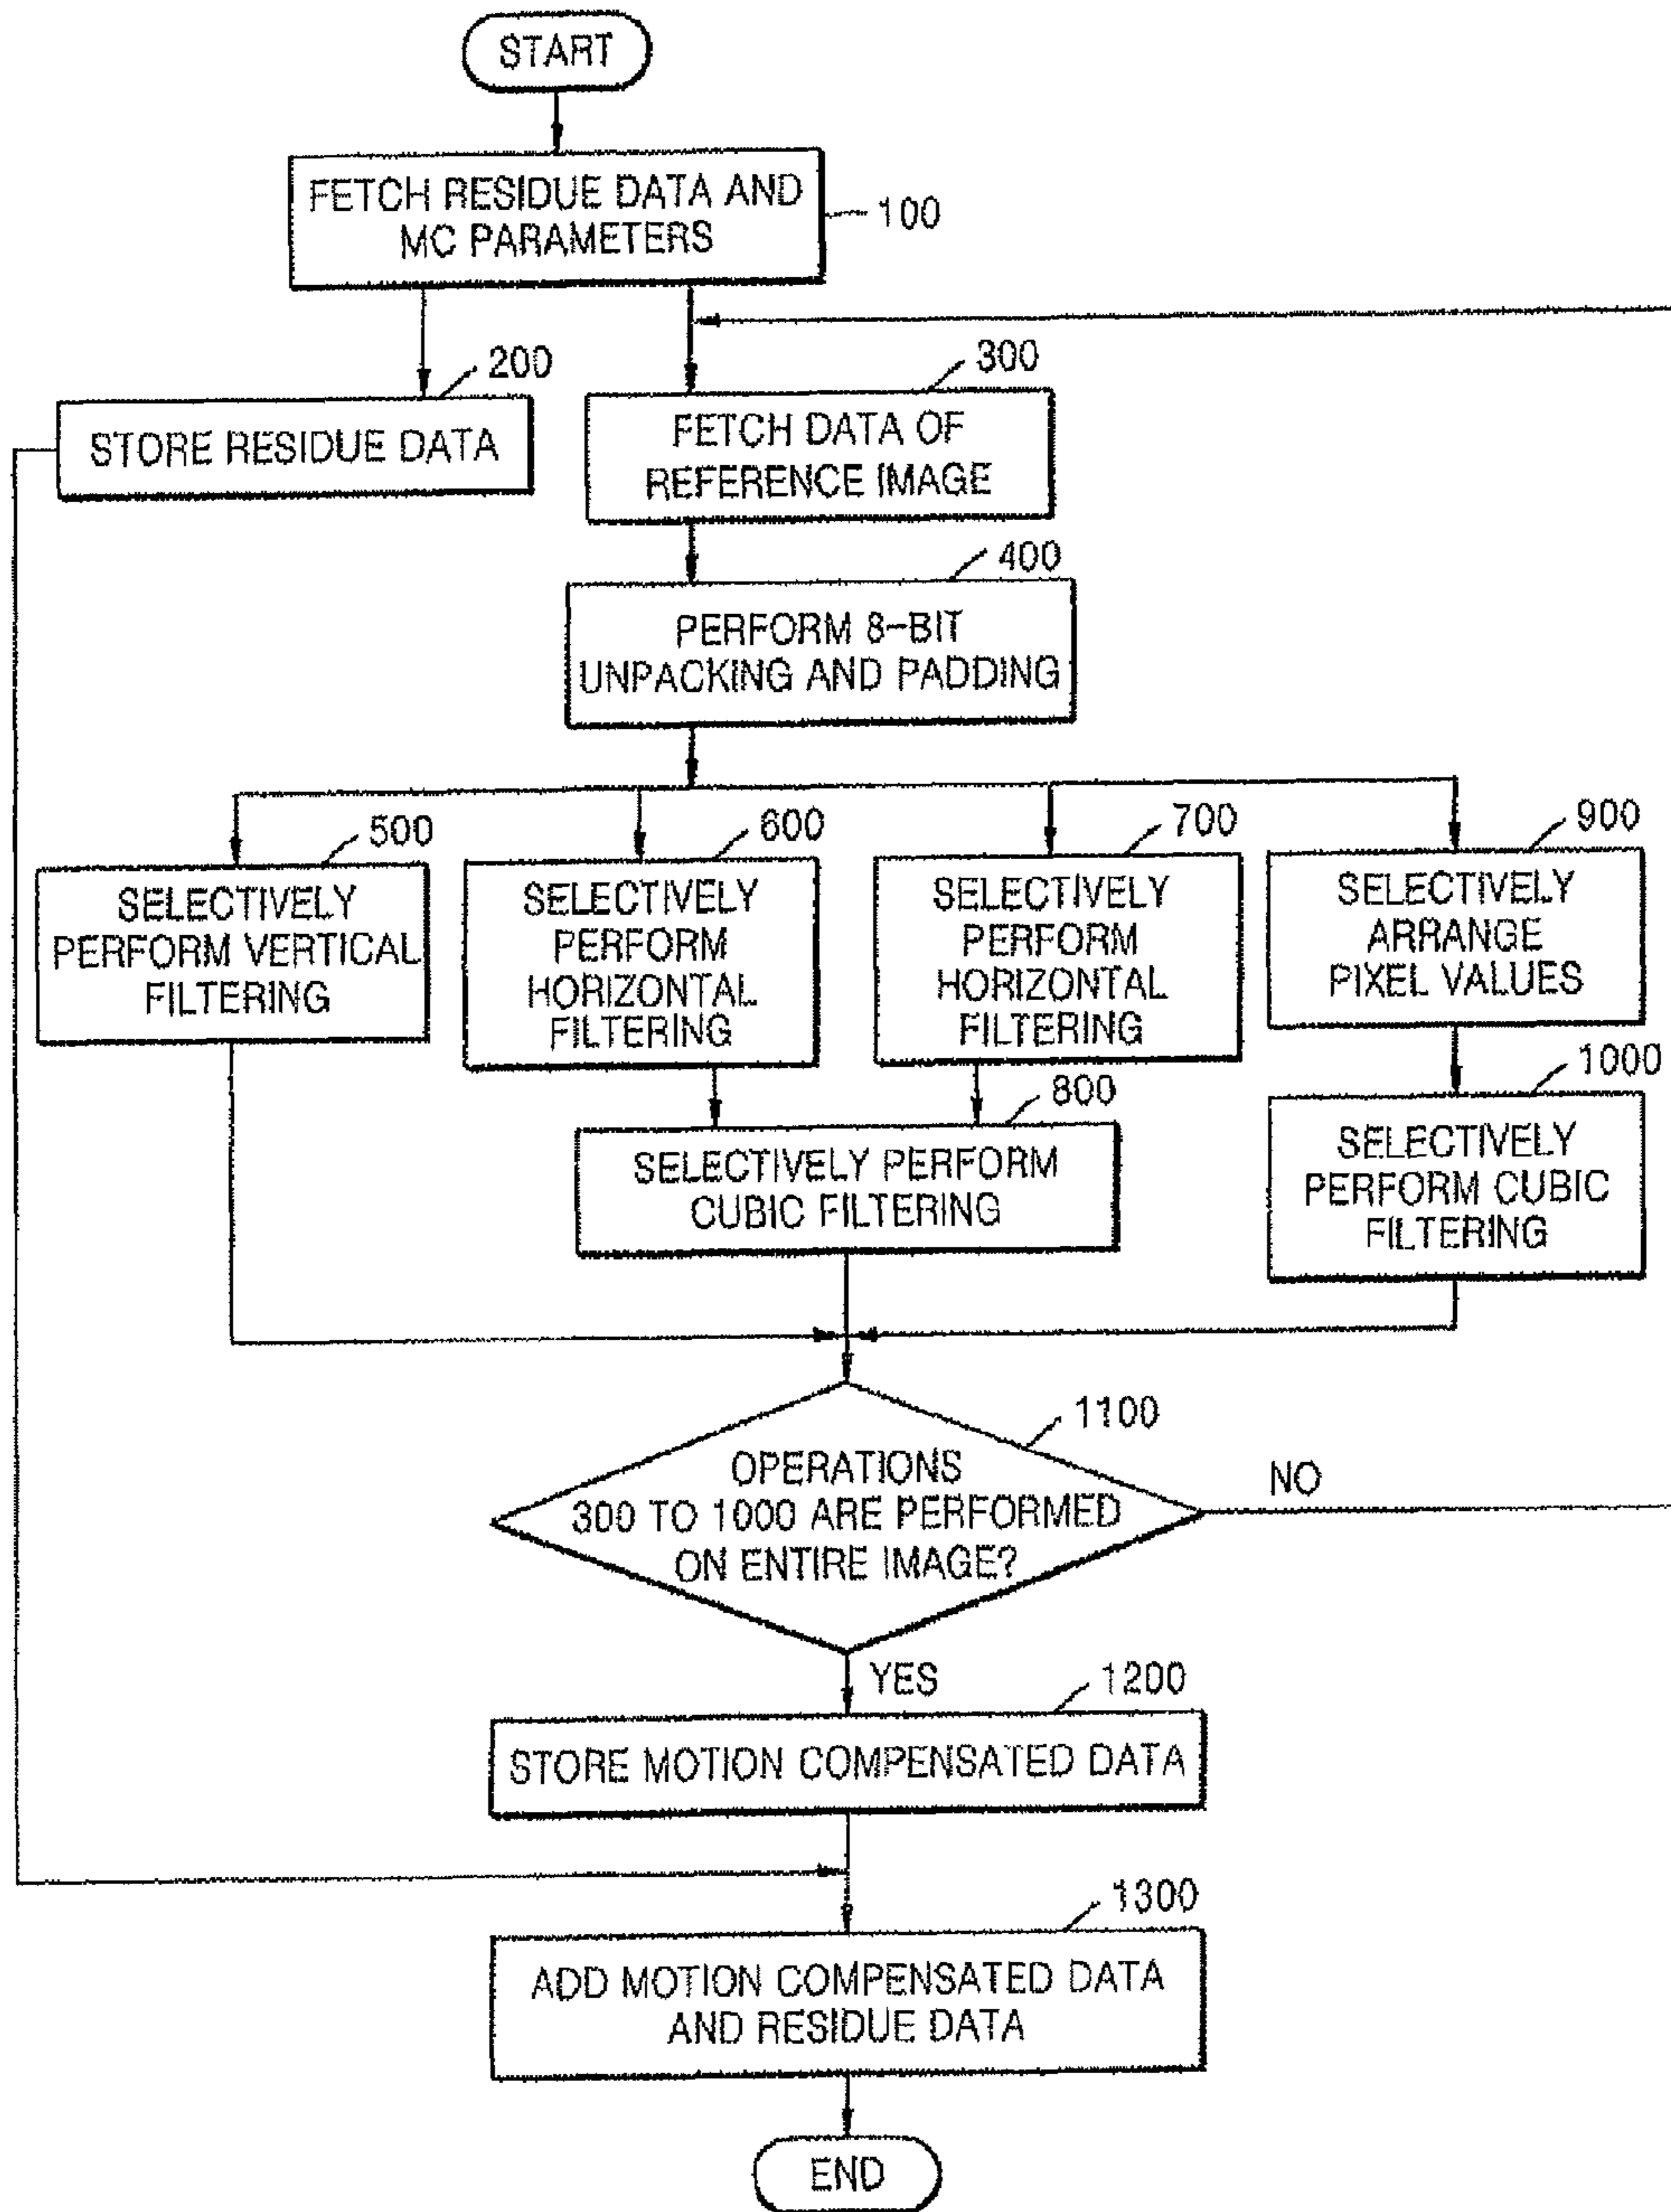 START
FETCH RESIDUE DATA AND
MC PARAMETERS
100
200
STORE RESIDUE DATA
300
FETCH DATA OF
REFERENCE IMAGE
400
PERFORM 8-BIT
UNPACKING AND PADDING
500
SELECTIVELY
PERFORM VERTICAL
FILTERING
600
SELECTIVELY
PERFORM
HORIZONTAL
FILTERING
700
SELECTIVELY
PERFORM
HORIZONTAL
FILTERING
900
SELECTIVELY
ARRANGE
PIXEL VALUES
800
SELECTIVELY PERFORM
CUBIC FILTERING
1000
SELECTIVELY
PERFORM CUBIC
FILTERING
1100
OPERATIONS
300 TO 1000 ARE PERFORMED
ON ENTIRE IMAGE?
NO
YES
1200
STORE MOTION COMPENSATED DATA
1300
ADD MOTION COMPENSATED DATA
AND RESIDUE DATA
END